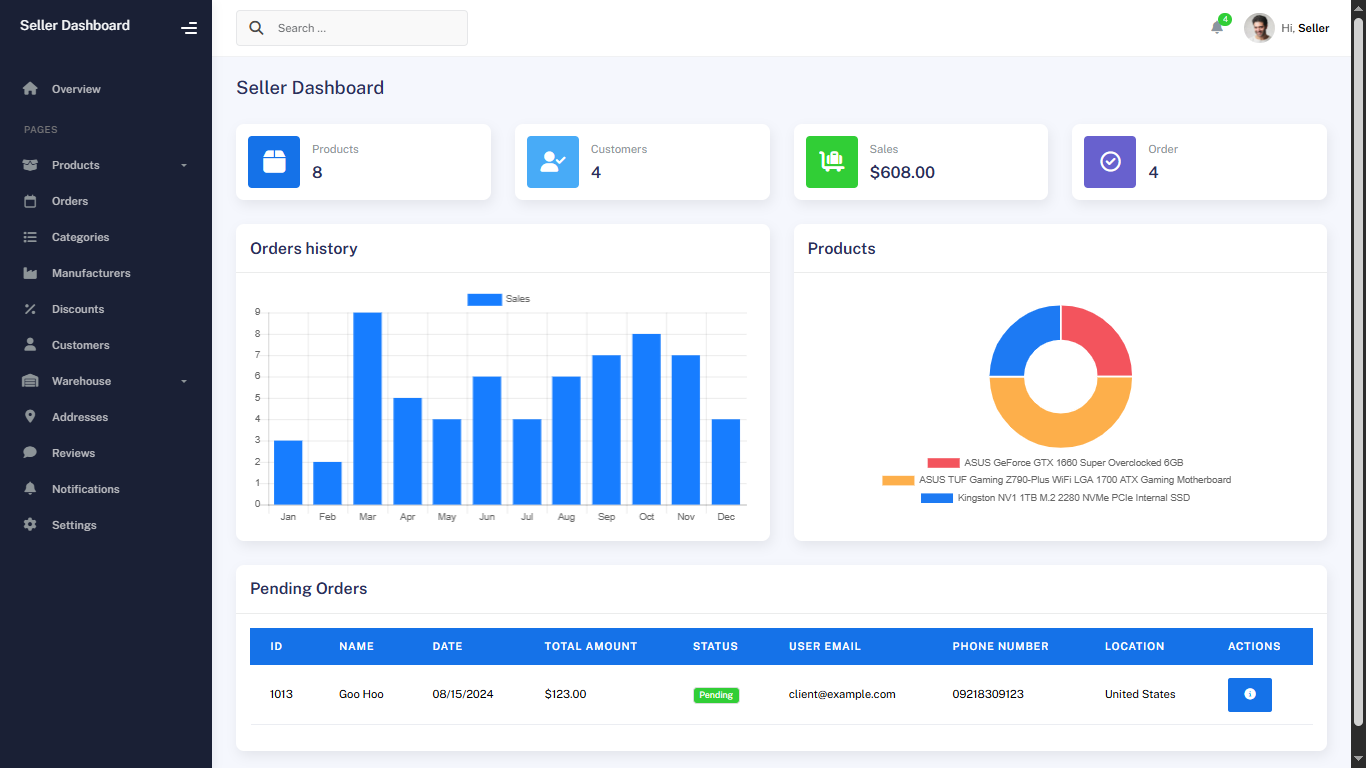 Seller Dashboard
Search ...
4
Hi, Seller
Overview
PAGES
Products
Orders
Categories
Manufacturers
Discounts
Customers
Warehouse
Addresses
Reviews
Notifications
Settings
Seller Dashboard
Products
8
Customers
4
Sales
$608.00
Order
4
Orders history
Sales
9
8
7
6
5
4
3
2
1
0
Jan Feb Mar Apr May Jun Jul Aug Sep Oct Nov Dec
Products
ASUS GeForce GTX 1660 Super Overclocked 6GB
ASUS TUF Gaming Z790-Plus WiFi LGA 1700 ATX Gaming Motherboard
Kingston NV1 1TB M.2 2280 NVMe PCIe Internal SSD
Pending Orders
ID NAME DATE TOTAL AMOUNT STATUS USER EMAIL PHONE NUMBER LOCATION ACTIONS
1013 Goo Hoo 08/15/2024 $123.00 Pending client@example.com 09218309123 United States